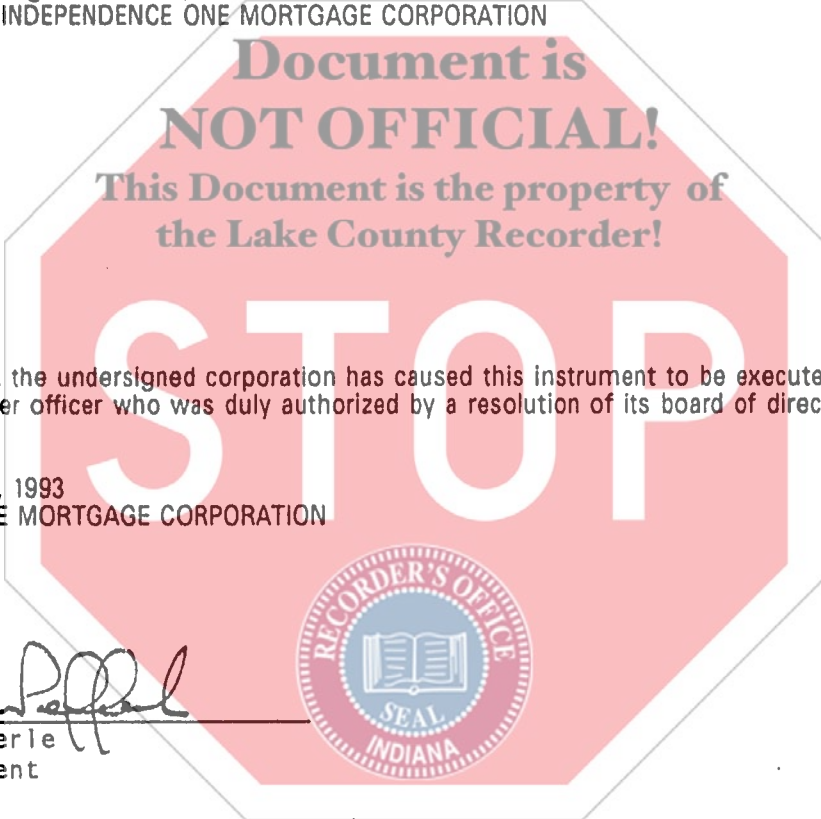 INDEPENDENCE ONE MORTGAGE CORPORATION
Document is
NOT OFFICIAL!
This Document is the property of
the Lake County Recorder!
STOP
the undersigned corporation has caused this instrument to be execute
er officer who was duly authorized by a resolution of its board of direc
, 1993
E MORTGAGE CORPORATION
RECORDER'S OFFICE
SEAL
INDIANA
erle
ent